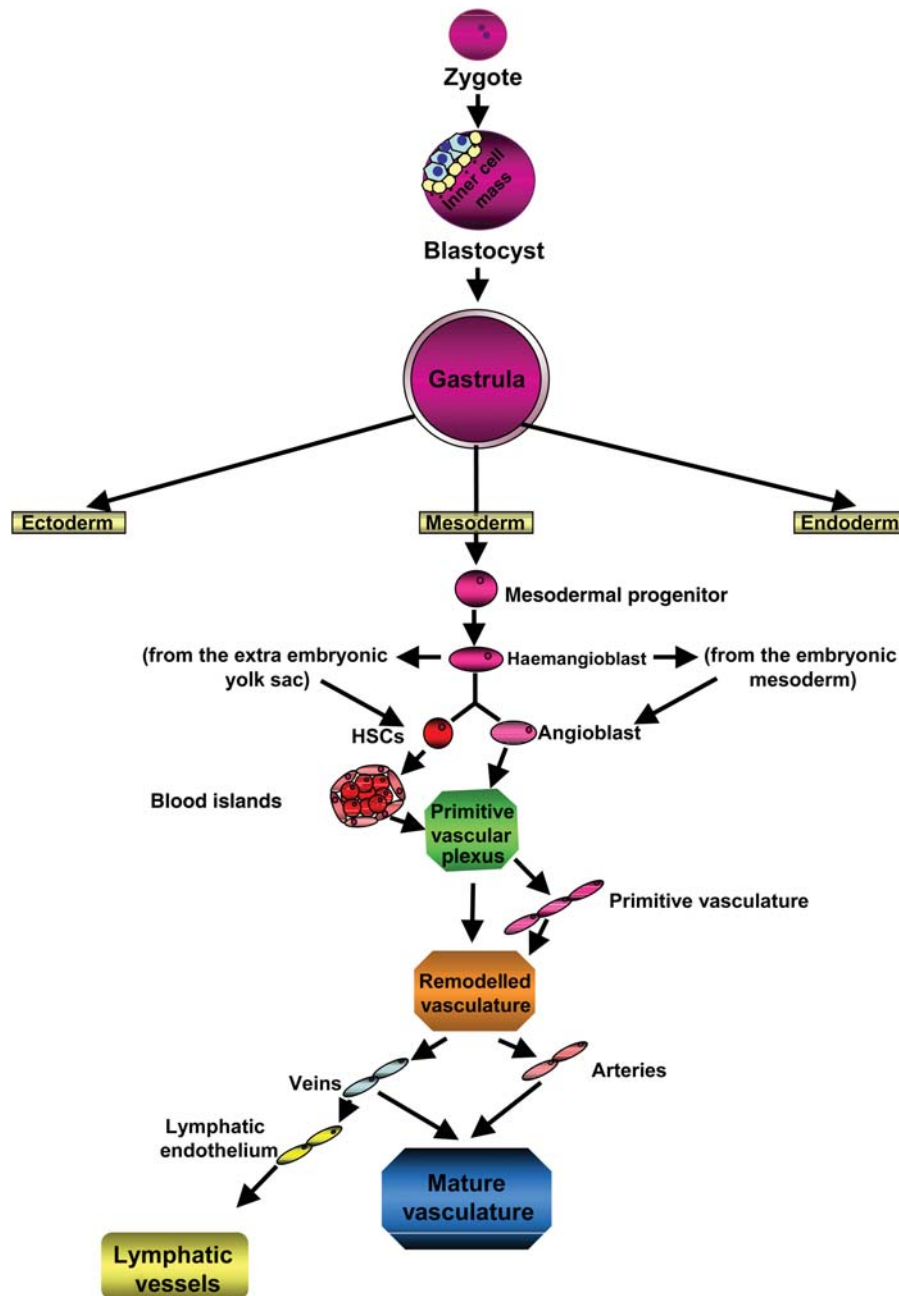 Zygote
Inner cell
mass
Blastocyst
Gastrula
Ectoderm
Mesoderm
Endoderm
Mesodermal progenitor
(from the extra embryonic
yolk sac)
Haemangioblast
(from the embryonic
mesoderm)
HSCs
Angioblast
Blood islands
Primitive
vascular
plexus
Primitive vasculature
Remodelled
vasculature
Veins
Arteries
Lymphatic
endothelium
Mature
vasculature
Lymphatic
vessels